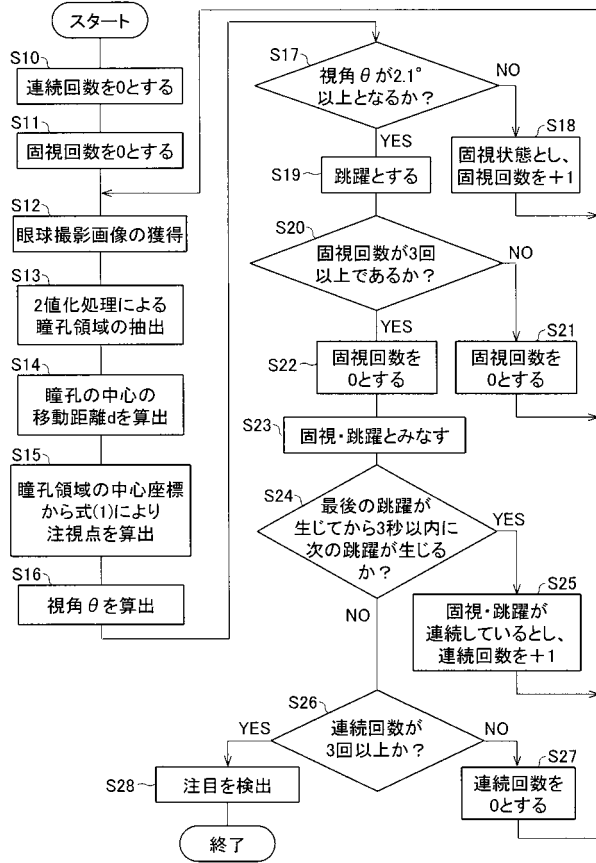 スタート
S10
連続回数を0とする
S11
固視回数を0とする
S12
眼球撮影画像の獲得
S13
2値化処理による
瞳孔領域の抽出
S14
瞳孔の中心の
移動距離dを算出
S15
瞳孔領域の中心座標
から式(1)により
注視点を算出
S16
視角θを算出
S17
視角θが2.1°
以上となるか？
NO
YES
S18
固視状態とし、
固視回数を＋1
S19
跳躍とする
S20
固視回数が3回
以上であるか？
NO
YES
S21
固視回数を
0とする
S22
固視回数を
0とする
S23
固視・跳躍とみなす
S24
最後の跳躍が
生じてから3秒以内に
次の跳躍が生じる
か？
YES
NO
S25
固視・跳躍が
連続しているとし、
連続回数を＋1
S26
連続回数が
3回以上か？
YES
NO
S27
連続回数を
0とする
S28
注目を検出
終了